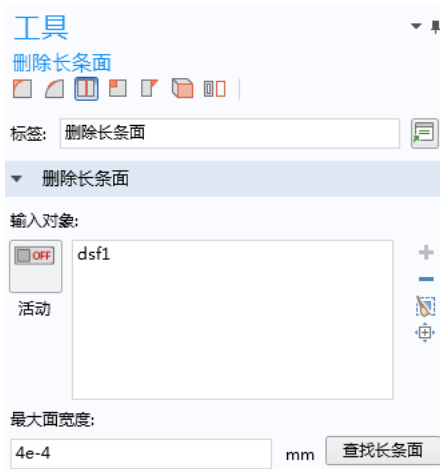 工具
删除长条面
标签: 删除长条面
删除长条面
输入对象:
OFF
dsf1
活动
最大面宽度:
4e-4 mm 查找长条面